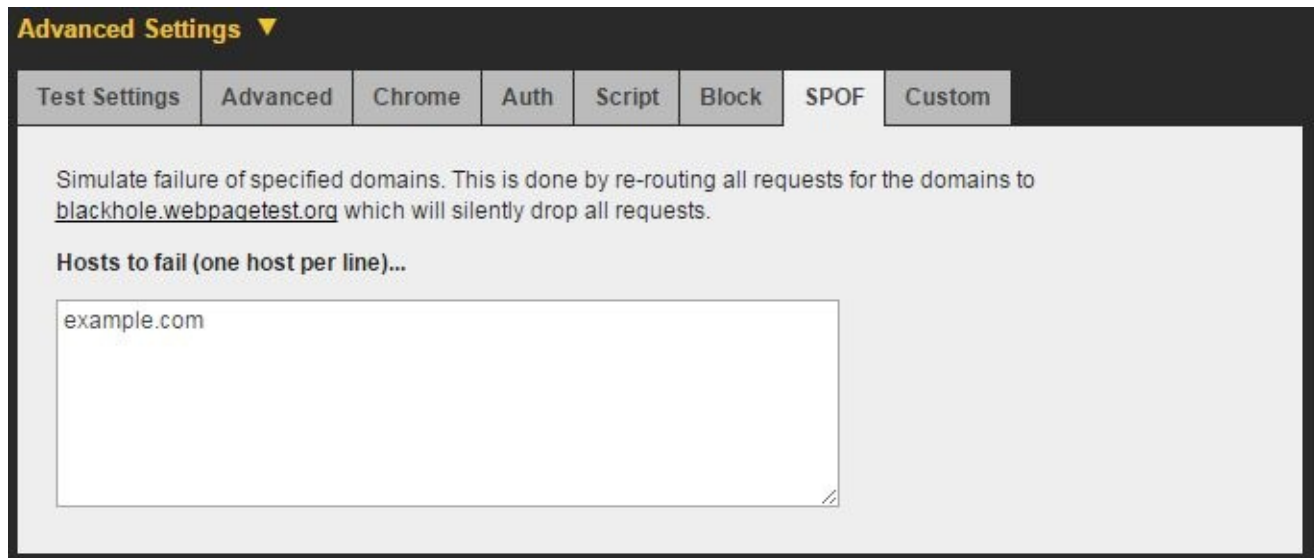 Advanced Settings ▼
Test Settings Advanced Chrome Auth Script Block SPOF Custom
Simulate failure of specified domains. This is done by re-routing all requests for the domains to
blackhole.webpagetest.org which will silently drop all requests.
Hosts to fail (one host per line)...
example.com